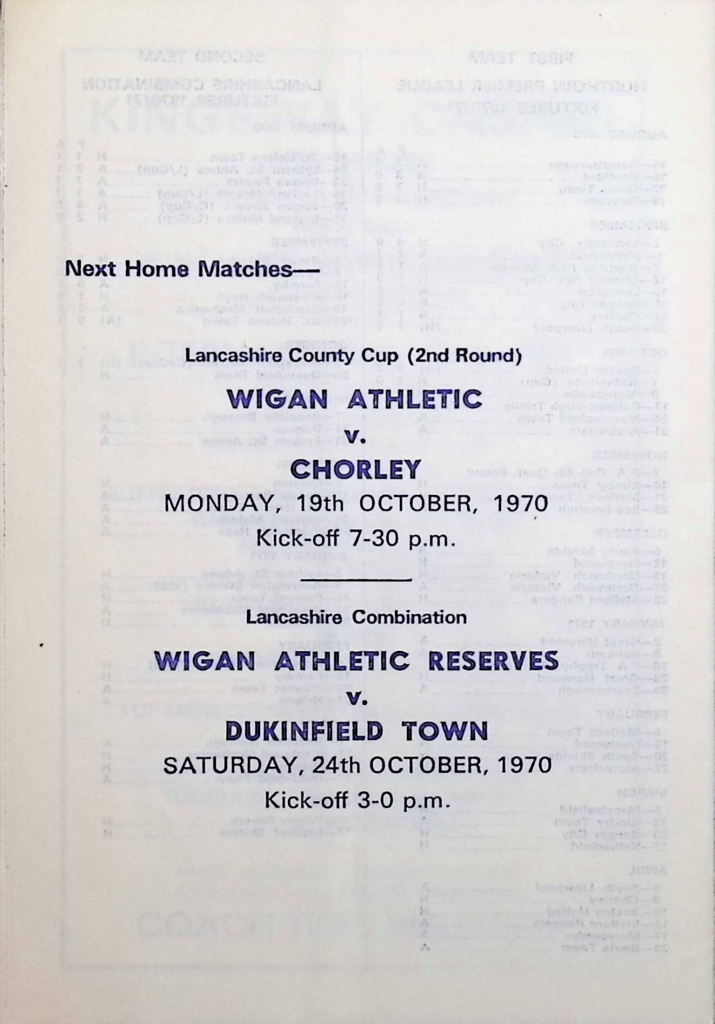 Next Home Matches—
Lancashire County Cup (2nd Round)
WIGAN ATHLETIC
v.
CHORLEY
MONDAY, 19th OCTOBER, 1970
Kick-off 7-30 p.m.
Lancashire Combination
WIGAN ATHLETIC RESERVES
v.
DUKINFIELD TOWN
SATURDAY, 24th OCTOBER, 1970
Kick-off 3-0 p.m.